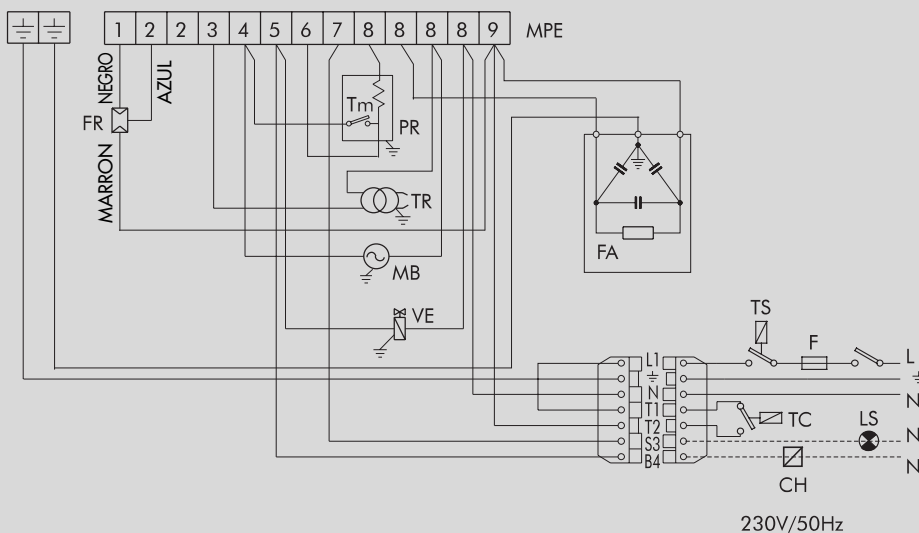 1 2 2 3 4 5 6 7 8 8 8 8 9 MPE
NEGRO
AZUL
FR
MARRON
Tm
PR
TR
MB
VE
FA
TS
F
L1
L
N
N
T1
T2
TC
LS
S3
N
B4
N
CH
230V/50Hz